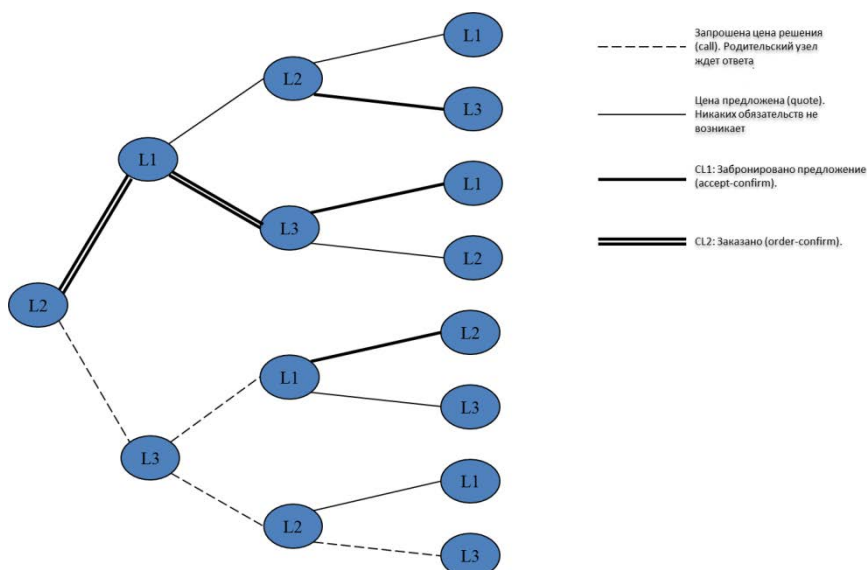 L1
L2
L3
L1
L1
L3
L2
L2
L2
L1
L3
L3
L1
L2
L3
Запрошена цена решения
(call). Родительский узел
ждет ответа
Цена предложена (quote).
Никаких обязательств не
возникает
CL1: Забронировано предложение
(accept-confirm).
CL2: Заказано (order-confirm).